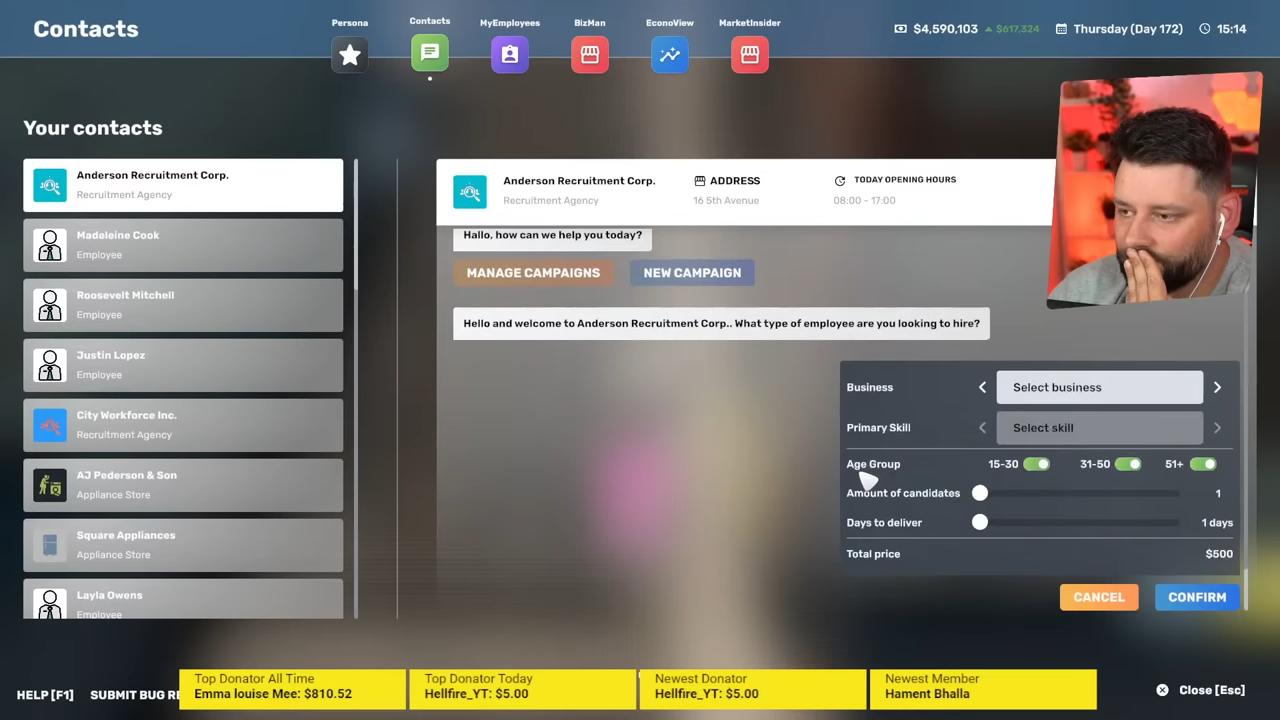 Contacts
Persona
Contacts
MyEmployees
BizMan
EconoView
MarketInsider
$4,590,103
$617,324
Thursday (Day 172)
15:14
Your contacts
Anderson Recruitment Corp.
Recruitment Agency
Madeleine Cook
Employee
Roosevelt Mitchell
Employee
Justin Lopez
Employee
City Workforce Inc.
Recruitment Agency
AJ Pederson & Son
Appliance Store
Square Appliances
Appliance Store
Layla Owens
Employee
Anderson Recruitment Corp.
Recruitment Agency
ADDRESS
16 5th Avenue
TODAY OPENING HOURS
08:00 - 17:00
Hallo, how can we help you today?
MANAGE CAMPAIGNS
NEW CAMPAIGN
Hello and welcome to Anderson Recruitment Corp.. What type of employee are you looking to hire?
Business
Select business
Primary Skill
Select skill
Age Group
15-30
31-50
51+
Amount of candidates
1
Days to deliver
1 days
Total price
$500
CANCEL
CONFIRM
HELP [F1]
SUBMIT BUG RE
Top Donator All Time
Emma louise Mee: $810.52
Top Donator Today
Hellfire_YT: $5.00
Newest Donator
Hellfire_YT: $5.00
Newest Member
Hament Bhalla
Close [Esc]